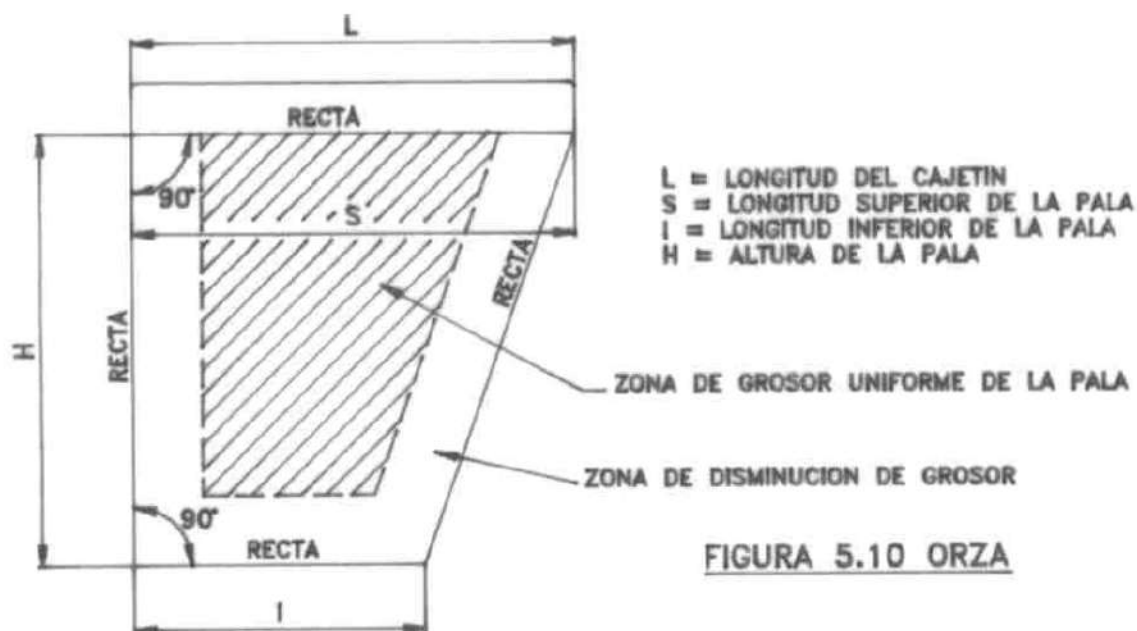 L
RECTA
90°
S
L = LONGITUD DEL CAJETIN
S = LONGITUD SUPERIOR DE LA PALA
I = LONGITUD INFERIOR DE LA PALA
H = ALTURA DE LA PALA
RECTA
H
RECTA
ZONA DE GROSOR UNIFORME DE LA PALA
ZONA DE DISMINUCION DE GROSOR
90°
RECTA
I
FIGURA 5.10 ORZA